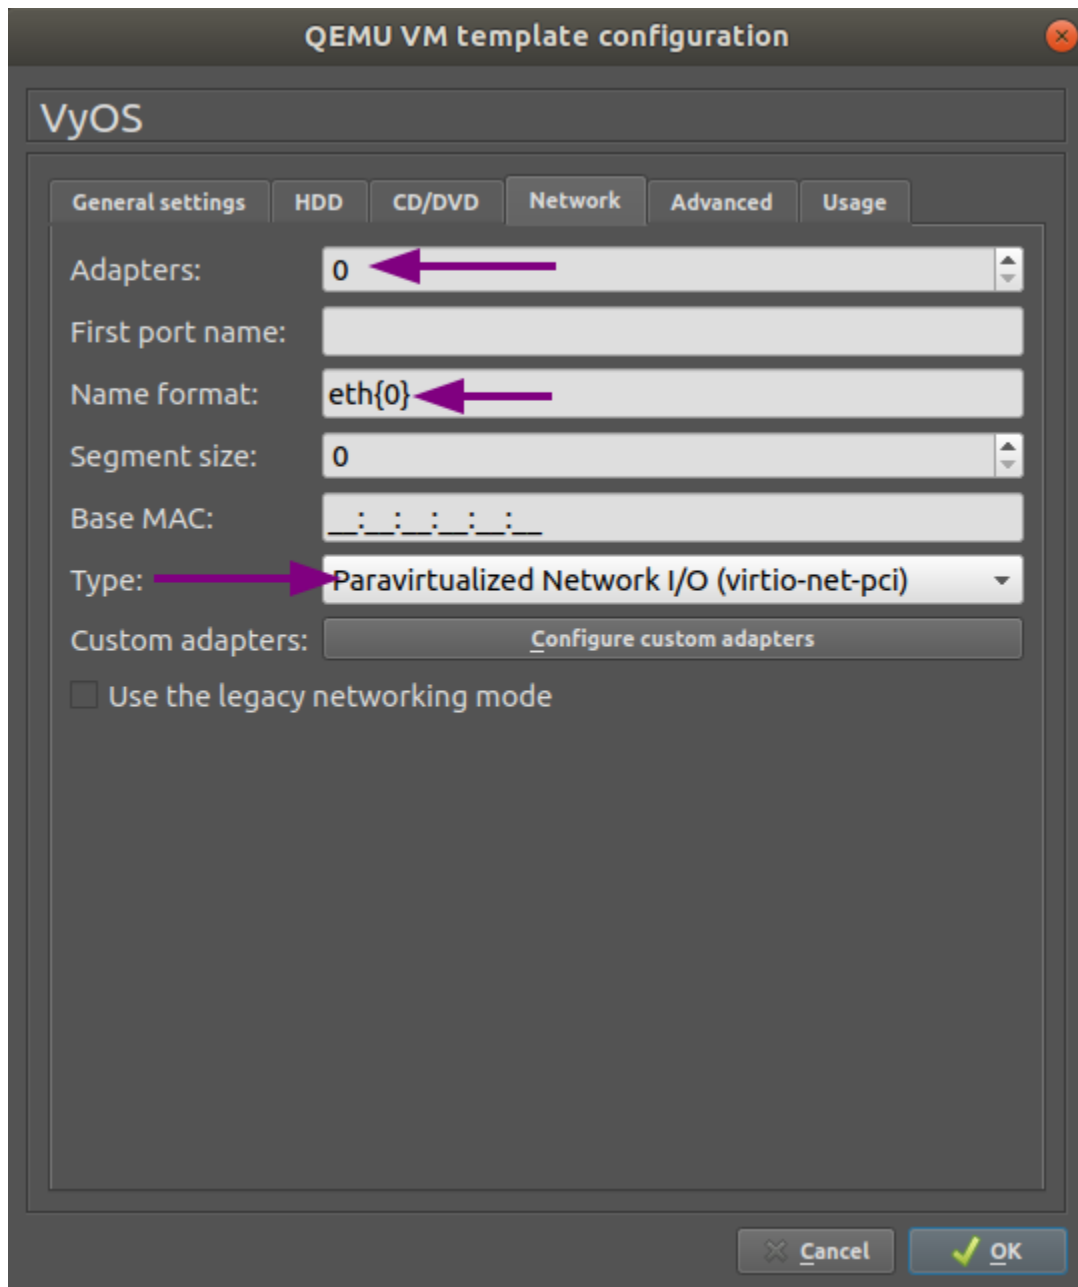 QEMU VM template configuration
VyOS
General settings HDD CD/DVD Network Advanced Usage
Adapters: 0
First port name:
Name format: eth{0}
Segment size: 0
Base MAC: __:__:__:__:__:__
Type: Paravirtualized Network I/O (virtio-net-pci)
Custom adapters: Configure custom adapters
Use the legacy networking mode
Cancel OK